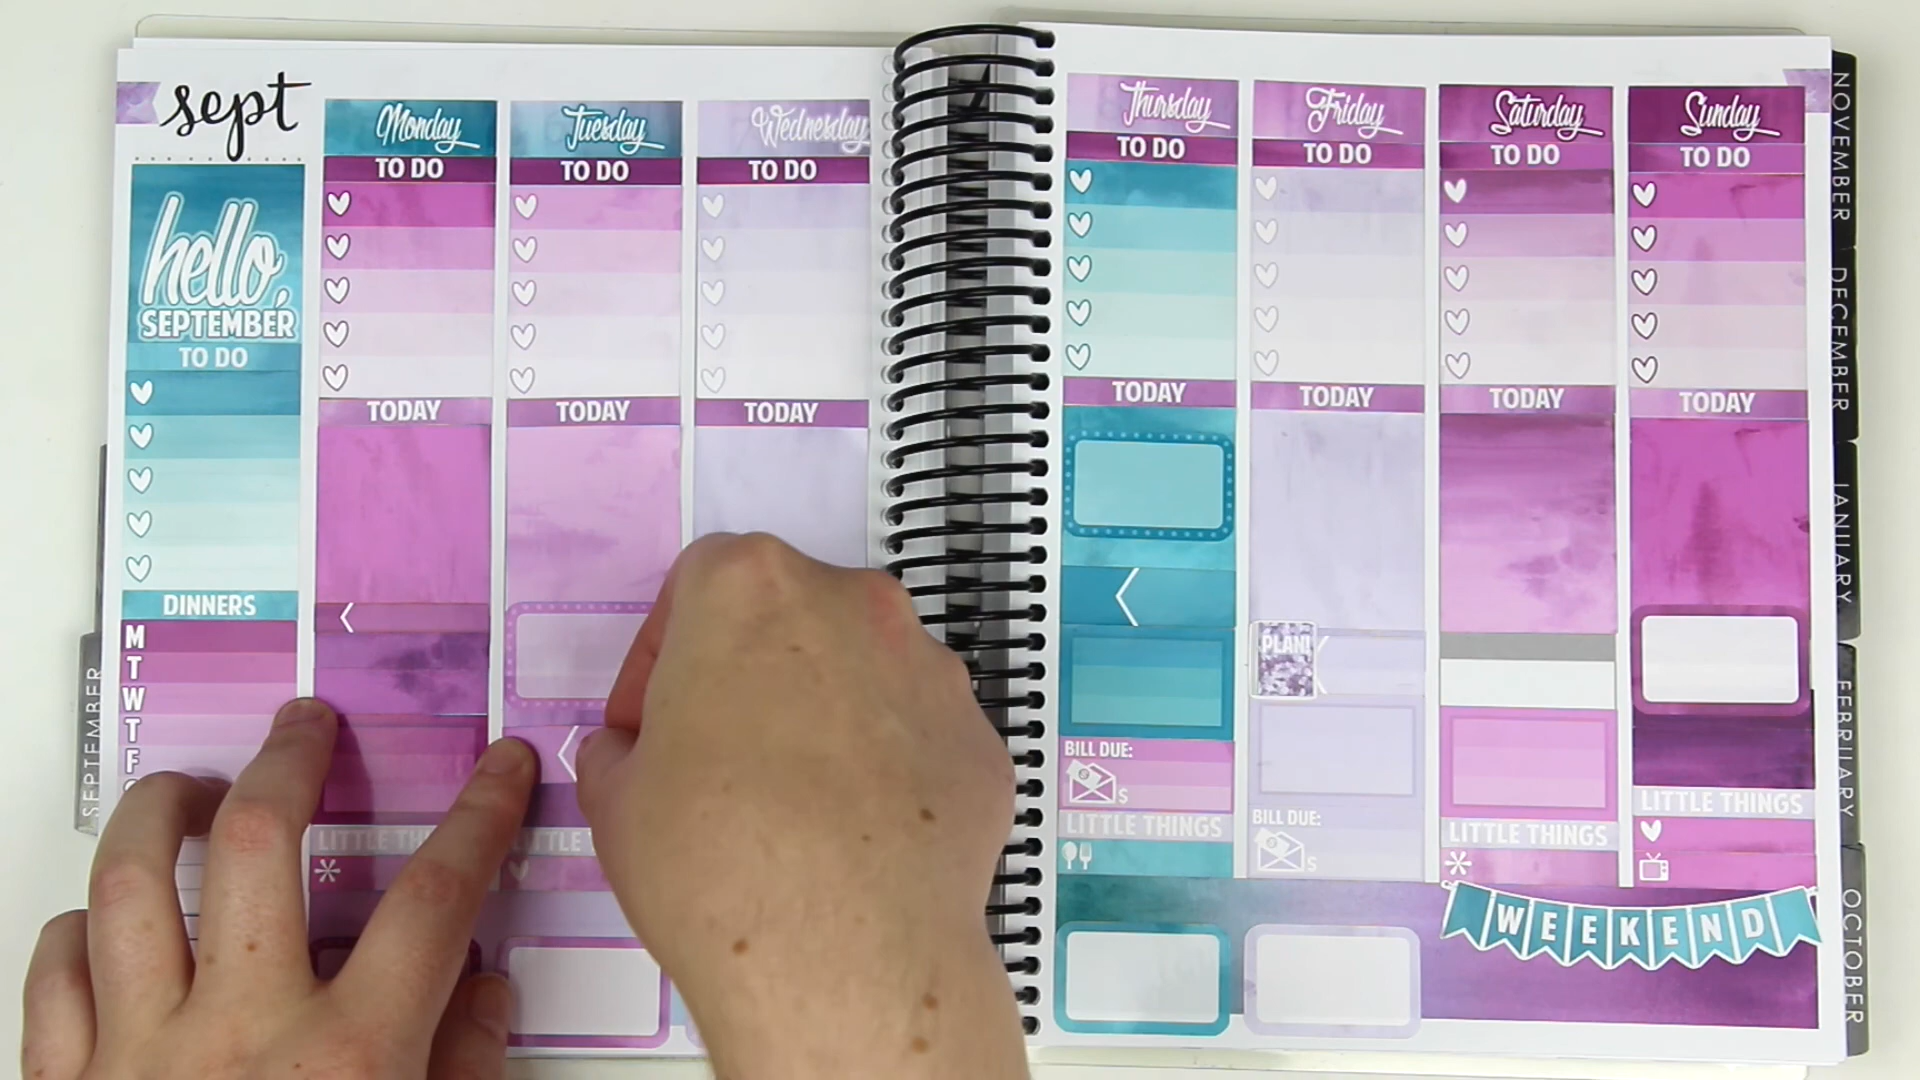 sept
hello,
SEPTEMBER
TO DO
DINNERS
M
T
W
T
F
SEPTEMBER
Monday
TO DO
TODAY
LITTLE
Tuesday
TO DO
TODAY
Wednesday
TO DO
TODAY
Thursday
TO DO
TODAY
BILL DUE:
$
LITTLE THINGS
Friday
TO DO
TODAY
PLAN!
BILL DUE:
$
Saturday
TO DO
TODAY
LITTLE THINGS
Sunday
TO DO
TODAY
LITTLE THINGS
WEEKEND
NOVEMBER
DECEMBER
JANUARY
FEBRUARY
OCTOBER